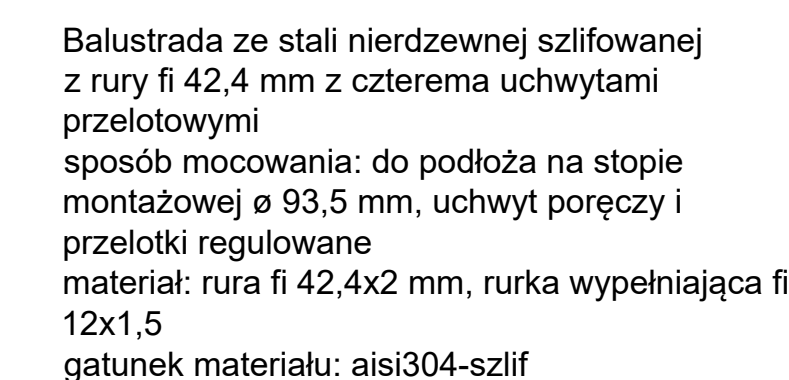 Balustrada ze stali nierdzewnej szlifowanej
z rury fi 42,4 mm z czterema uchwytami
przelotowymi
sposób mocowania: do podłoża na stopie
montażowej ø 93,5 mm, uchwyt poręczy i
przelotki regulowane
materiał: rura fi 42,4x2 mm, rurka wypełniająca fi
12x1,5
gatunek materiału: aisi304-szlif